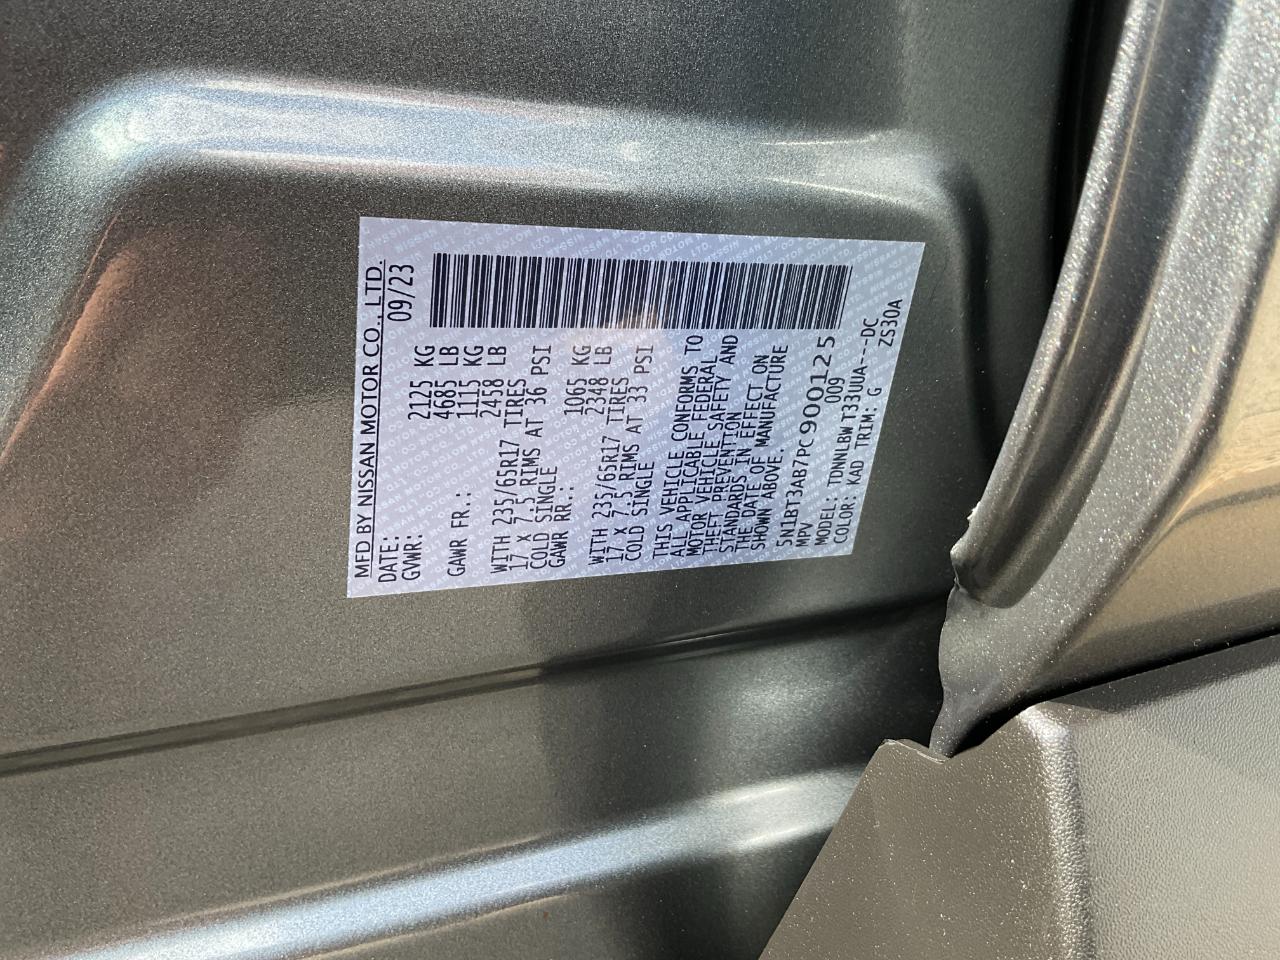 MFD BY NISSAN MOTOR CO., LTD.
DATE: 09/23
GVWR: 2125 KG
4685 LB
GAWR FR.: 1115 KG
2458 LB
WITH 235/65R17 TIRES
17 X 7.5 RIMS AT 36 PSI
COLD SINGLE
GAWR RR.: 1065 KG
2348 LB
WITH 235/65R17 TIRES
17 X 7.5 RIMS AT 33 PSI
COLD SINGLE
THIS VEHICLE CONFORMS TO
ALL APPLICABLE FEDERAL
MOTOR VEHICLE SAFETY AND
THEFT PREVENTION
STANDARDS IN EFFECT ON
THE DATE OF MANUFACTURE
SHOWN ABOVE.
5N1BT3AB7PC900125
MPV 009
MODEL: TDNNLBW T33UUA----DC
COLOR: KAD TRIM: G ZS30A